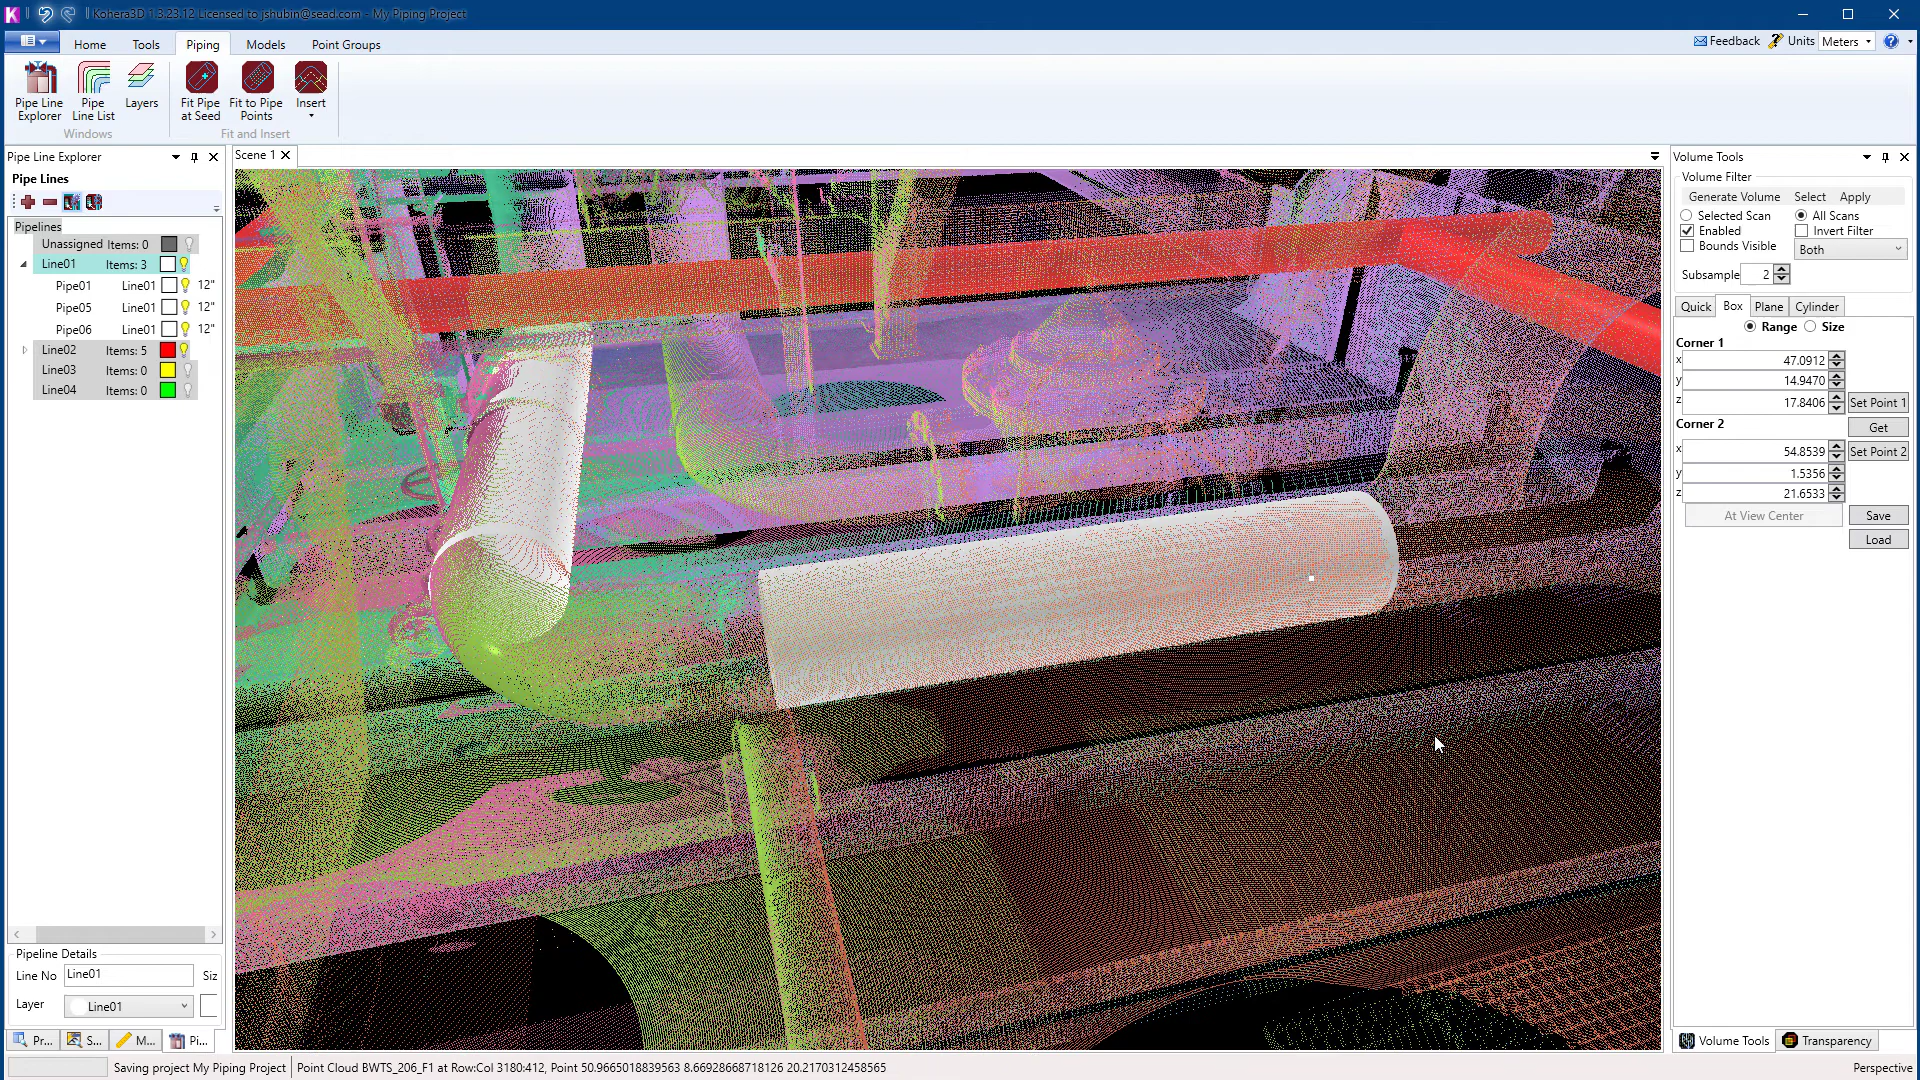 K Kohera3D 1.3.23.12 Licensed to jshubin@sead.com - My Piping Project
Home Tools Piping Models Point Groups
Feedback Units Meters ?
Pipe Line Explorer
Pipe Line List
Layers
Windows
Fit Pipe at Seed
Fit to Pipe Points
Insert
Fit and Insert
Pipe Line Explorer
Pipe Lines
Pipelines
Unassigned Items: 0
Line01 Items: 3
Pipe01 Line01 12"
Pipe05 Line01 12"
Pipe06 Line01 12"
Line02 Items: 5
Line03 Items: 0
Line04 Items: 0
Pipeline Details
Line No Line01 Siz
Layer Line01
Pr... S... M... Pi...
Scene 1
Volume Tools
Volume Filter
Generate Volume Select Apply
Selected Scan All Scans
Enabled Invert Filter
Bounds Visible Both
Subsample 2
Quick Box Plane Cylinder
Range Size
Corner 1
x 47.0912
y 14.9470
z 17.8406 Set Point 1
Corner 2 Get
x 54.8539 Set Point 2
y 1.5356
z 21.6533
At View Center Save
Load
Volume Tools Transparency
Saving project My Piping Project Point Cloud BWTS_206_F1 at Row:Col 3180:412, Point 50.9665018839563 8.66928668718126 20.2170312458565
Perspective